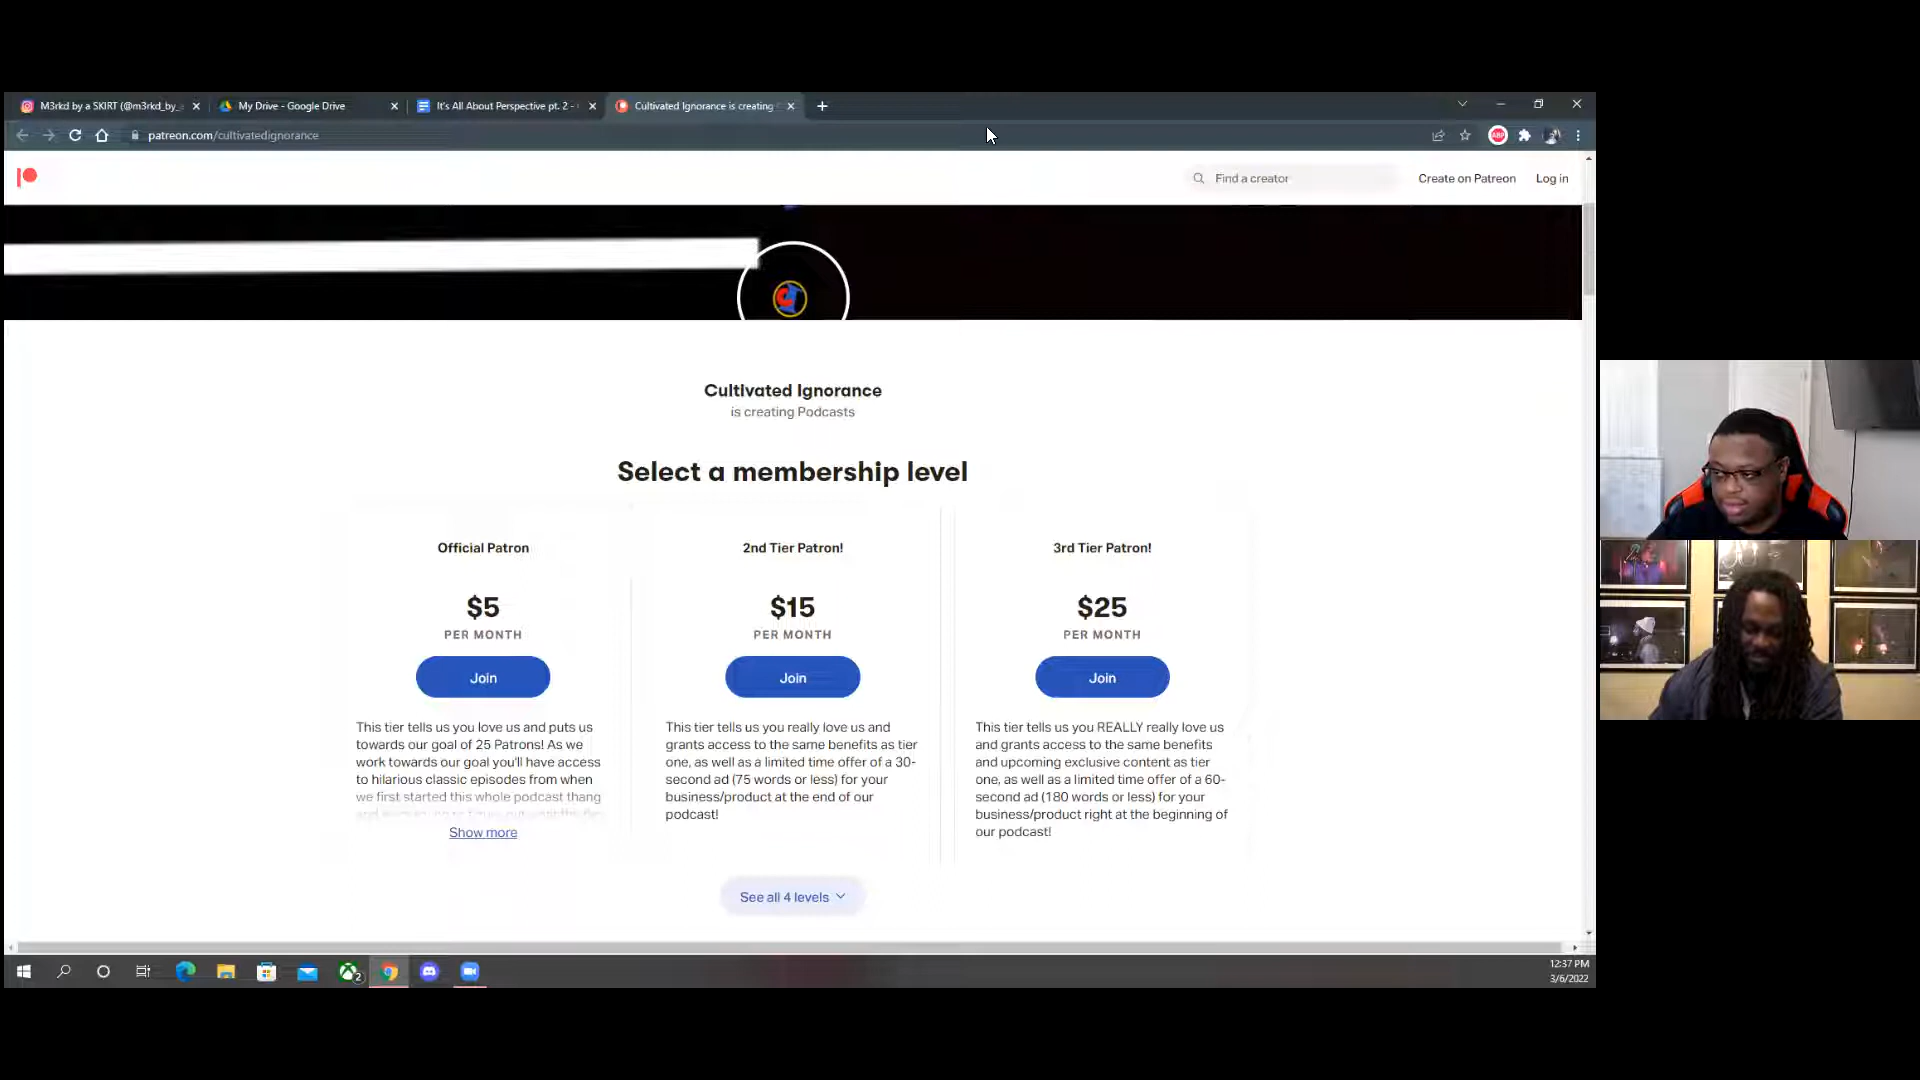 M3rkd by a SKIRT (@m3rkd_by_
My Drive - Google Drive
It's All About Perspective pt. 2 -
Cultivated Ignorance is creating
patreon.com/cultivatedignorance
ABP
Find a creator
Create on Patreon
Log in
Cultivated Ignorance
is creating Podcasts
Select a membership level
Official Patron
$5
PER MONTH
Join
This tier tells us you love us and puts us
towards our goal of 25 Patrons! As we
work towards our goal you'll have access
to hilarious classic episodes from when
we first started this whole podcast thang
Show more
2nd Tier Patron!
$15
PER MONTH
Join
This tier tells us you really love us and
grants access to the same benefits as tier
one, as well as a limited time offer of a 30-
second ad (75 words or less) for your
business/product at the end of our
podcast!
3rd Tier Patron!
$25
PER MONTH
Join
This tier tells us you REALLY really love us
and grants access to the same benefits
and upcoming exclusive content as tier
one, as well as a limited time offer of a 60-
second ad (180 words or less) for your
business/product right at the beginning of
our podcast!
See all 4 levels
2
12:37 PM
3/6/2022